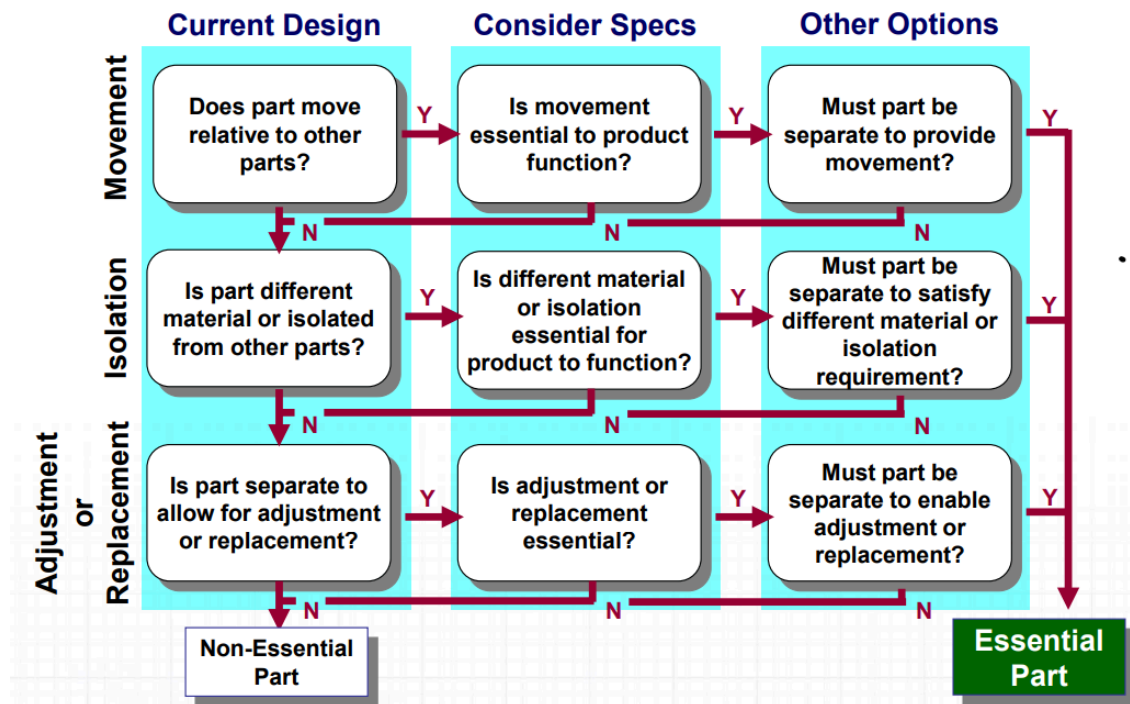 Current Design
Consider Specs
Other Options
Movement
Does part move
relative to other
parts?
Y
Is movement
essential to product
function?
Y
Must part be
separate to provide
movement?
Y
N
N
N
Isolation
Is part different
material or isolated
from other parts?
Y
Is different material
or isolation
essential for
product to function?
Y
Must part be
separate to satisfy
different material or
isolation
requirement?
Y
N
N
N
Adjustment
or
Replacement
Is part separate to
allow for adjustment
or replacement?
Y
Is adjustment or
replacement
essential?
Y
Must part be
separate to enable
adjustment or
replacement?
Y
N
N
N
Non-Essential
Part
Essential
Part